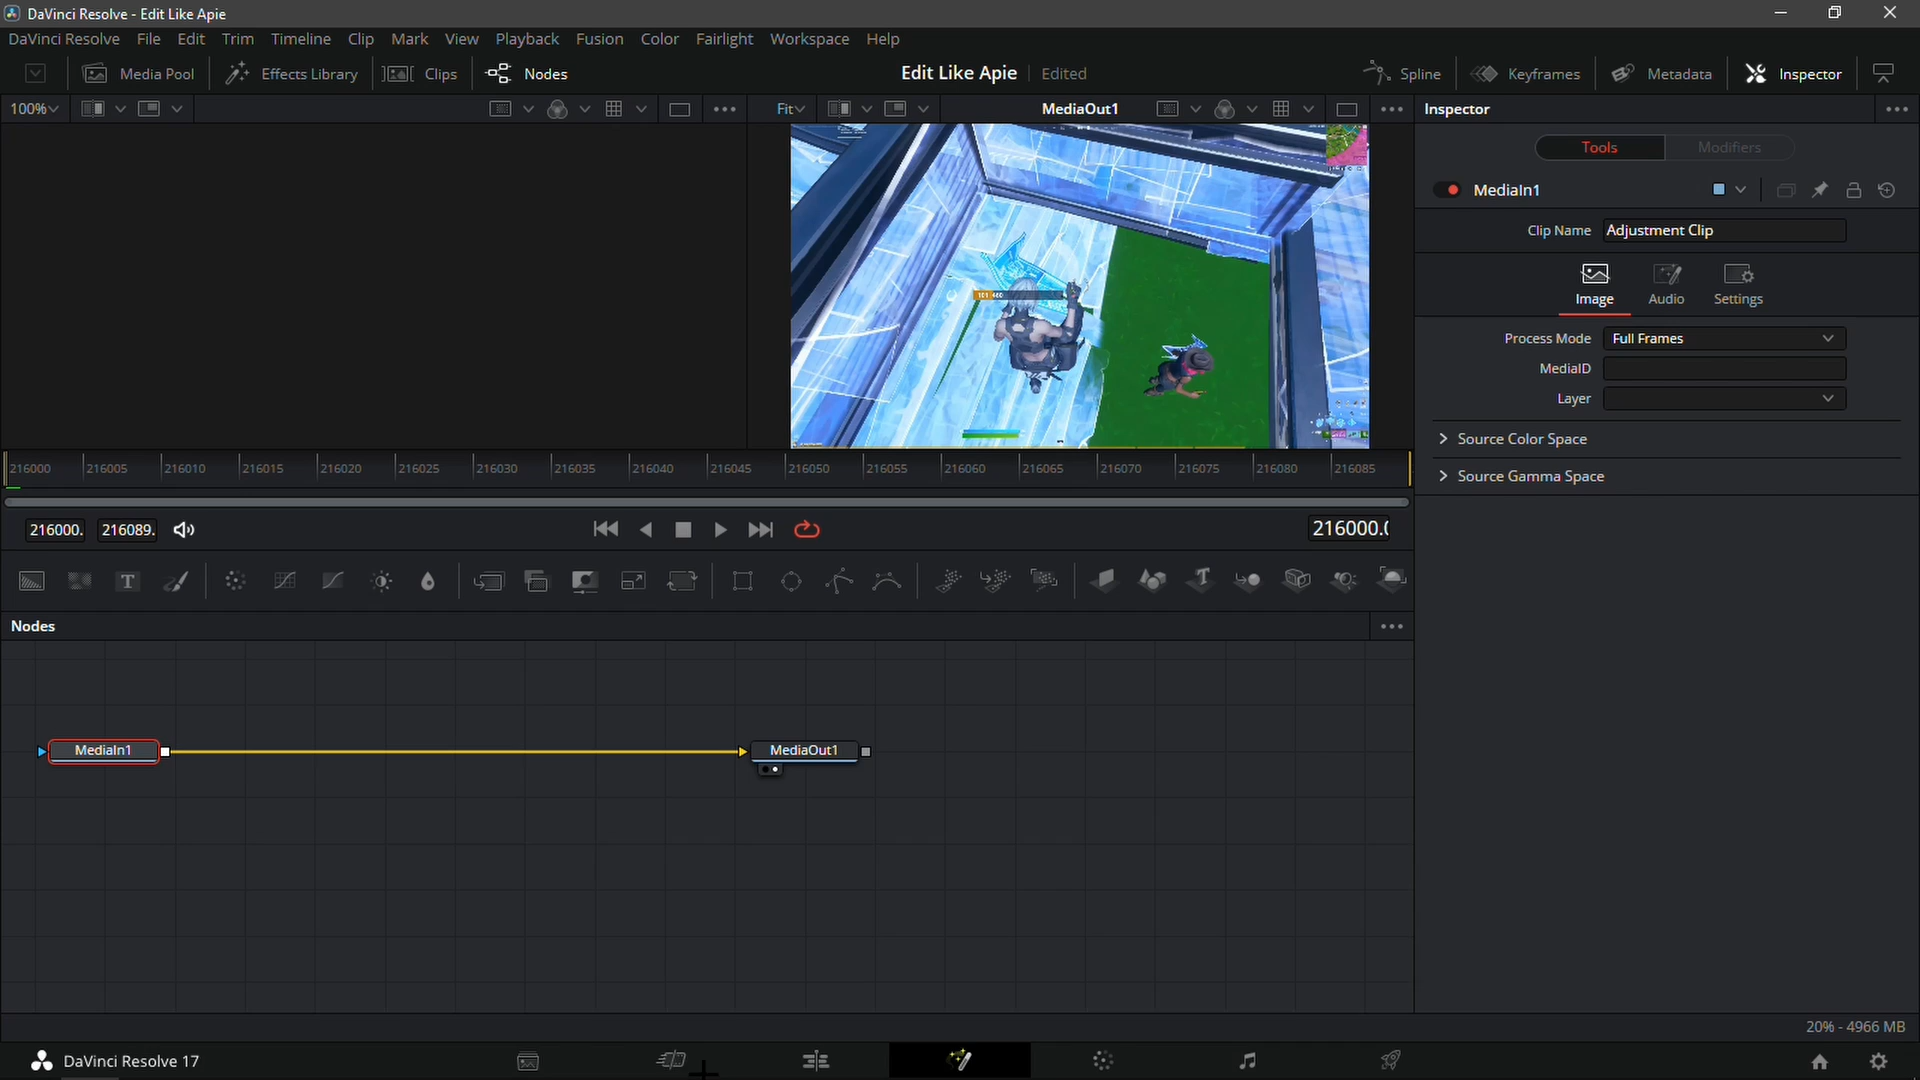 DaVinci Resolve - Edit Like Apie
DaVinci Resolve File Edit Trim Timeline Clip Mark View Playback Fusion Color Fairlight Workspace Help
Media Pool Effects Library Clips Nodes Edit Like Apie Edited Spline Keyframes Metadata Inspector
100% Fit MediaOut1 Inspector
Tools Modifiers
MediaIn1
Clip Name Adjustment Clip
Image Audio Settings
Process Mode Full Frames
MediaID
Layer
Source Color Space
Source Gamma Space
216000 216005 216010 216015 216020 216025 216030 216035 216040 216045 216050 216055 216060 216065 216070 216075 216080 216085
216000. 216089. 216000.0
Nodes
MediaIn1 MediaOut1
20% - 4966 MB
DaVinci Resolve 17